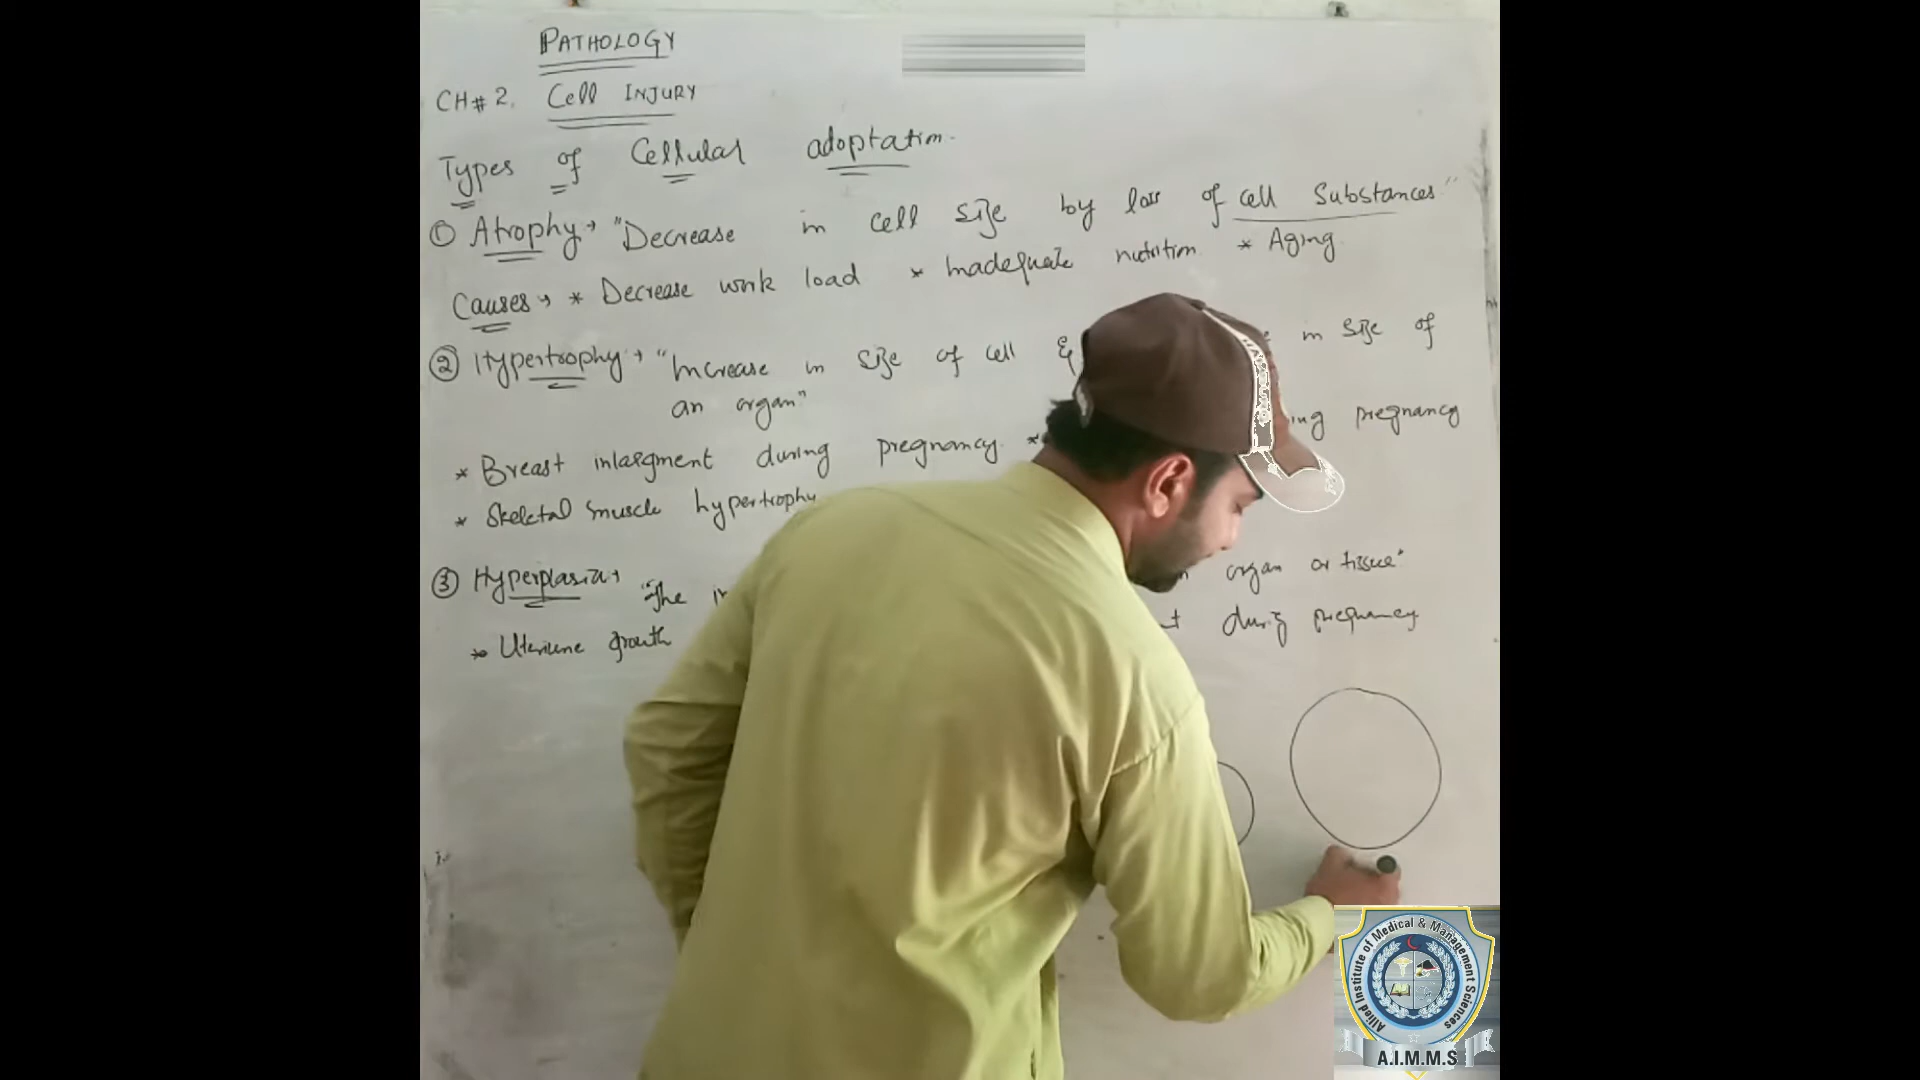 PATHOLOGY
CH# 2. Cell INJURY
Types of Cellular adoptation.
① Atrophy → "Decrease in cell size by loss of cell Substances"
Causes → * Decrease work load * Inadequate nutrition * Aging.
② Hypertrophy → "Increase in size of cell & in size of
an organ"
* Breast inlargment during pregnancy. * ing pregnancy
* Skeletal muscle hypertrophy
③ Hyperplasia → "The organ or tissue"
* Uteriene growth during pregnancy
Allied Institute of Medical & Management Sciences
A.I.M.M.S